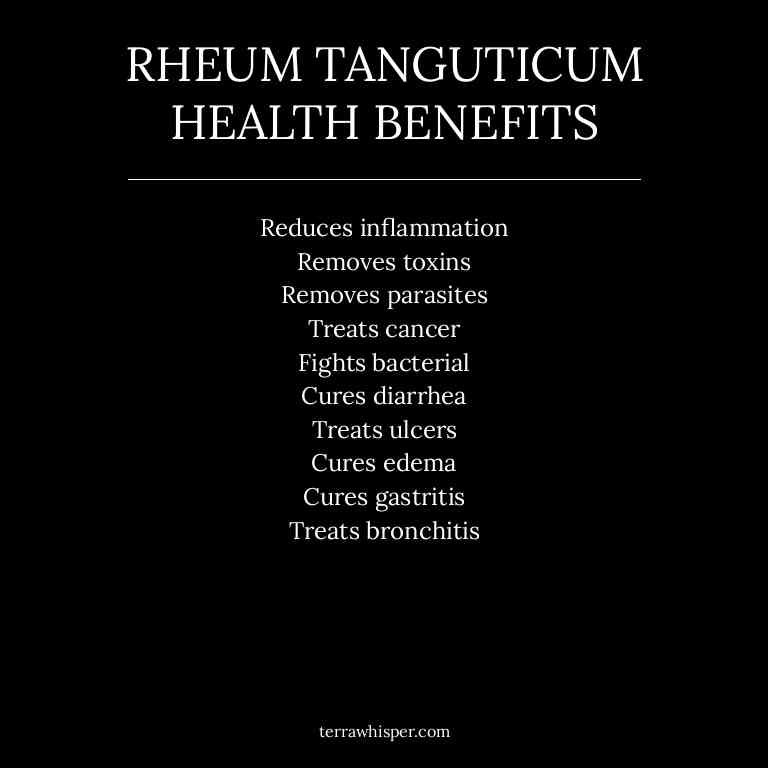 RHEUM TANGUTICUM
HEALTH BENEFITS
Reduces inflammation
Removes toxins
Removes parasites
Treats cancer
Fights bacterial
Cures diarrhea
Treats ulcers
Cures edema
Cures gastritis
Treats bronchitis
terrawhisper.com